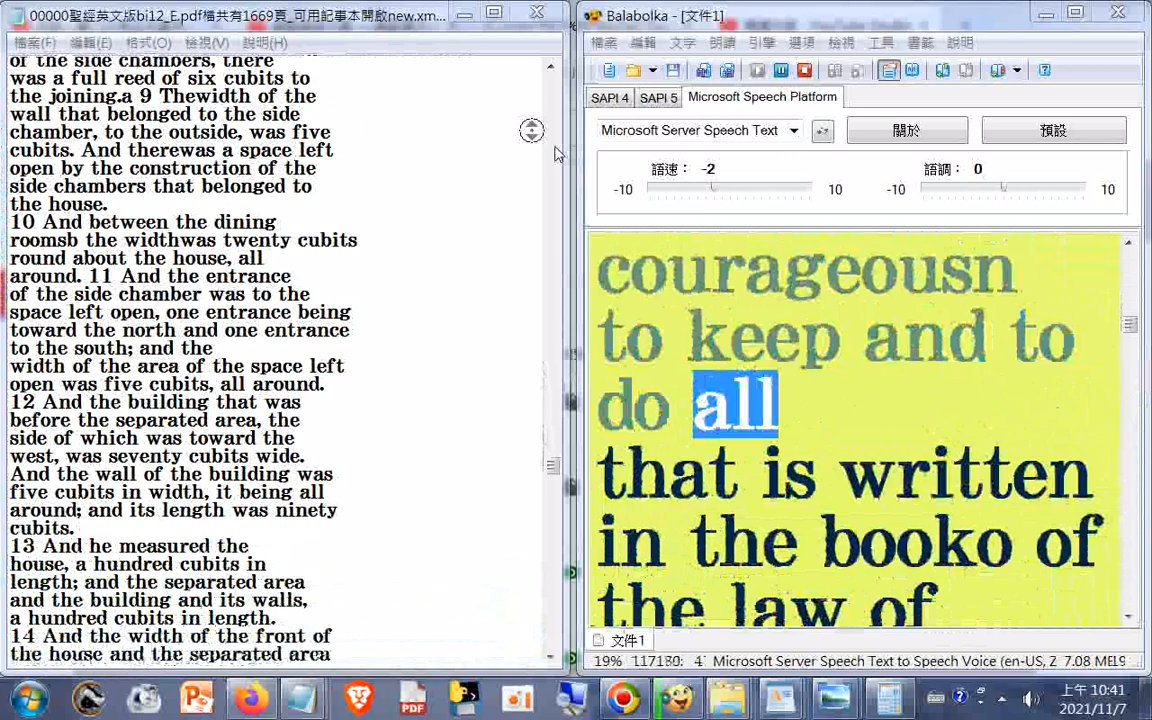 00000聖經英文版bi12_E.pdf檔共有1669頁_可用記事本開啟new.xm...
檔案(F) 編輯(E) 格式(O) 檢視(V) 說明(H)
of the side chambers, there
was a full reed of six cubits to
the joining.a 9 Thewidth of the
wall that belonged to the side
chamber, to the outside, was five
cubits. And therewas a space left
open by the construction of the
side chambers that belonged to
the house.
10 And between the dining
roomsb the widthwas twenty cubits
round about the house, all
around. 11 And the entrance
of the side chamber was to the
space left open, one entrance being
toward the north and one entrance
to the south; and the
width of the area of the space left
open was five cubits, all around.
12 And the building that was
before the separated area, the
side of which was toward the
west, was seventy cubits wide.
And the wall of the building was
five cubits in width, it being all
around; and its length was ninety
cubits.
13 And he measured the
house, a hundred cubits in
length; and the separated area
and the building and its walls,
a hundred cubits in length.
14 And the width of the front of
the house and the separated area
Balabolka - [文件1]
檔案 編輯 文字 朗讀 引擎 選項 檢視 工具 書籤 說明
SAPI 4 SAPI 5 Microsoft Speech Platform
Microsoft Server Speech Text 關於 預設
語速： -2 語調： 0
-10 10 -10 10
courageousn
to keep and to
do all
that is written
in the booko of
the law of
文件1
19% 117180: Microsoft Server Speech Text to Speech Voice (en-US, Z 7.08
PDF
上午 10:41
2021/11/7